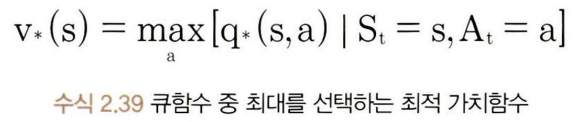 v*(s) = max[q*(s,a) | St = s, At = a]
a
수식 2.39 큐함수 중 최대를 선택하는 최적 가치함수